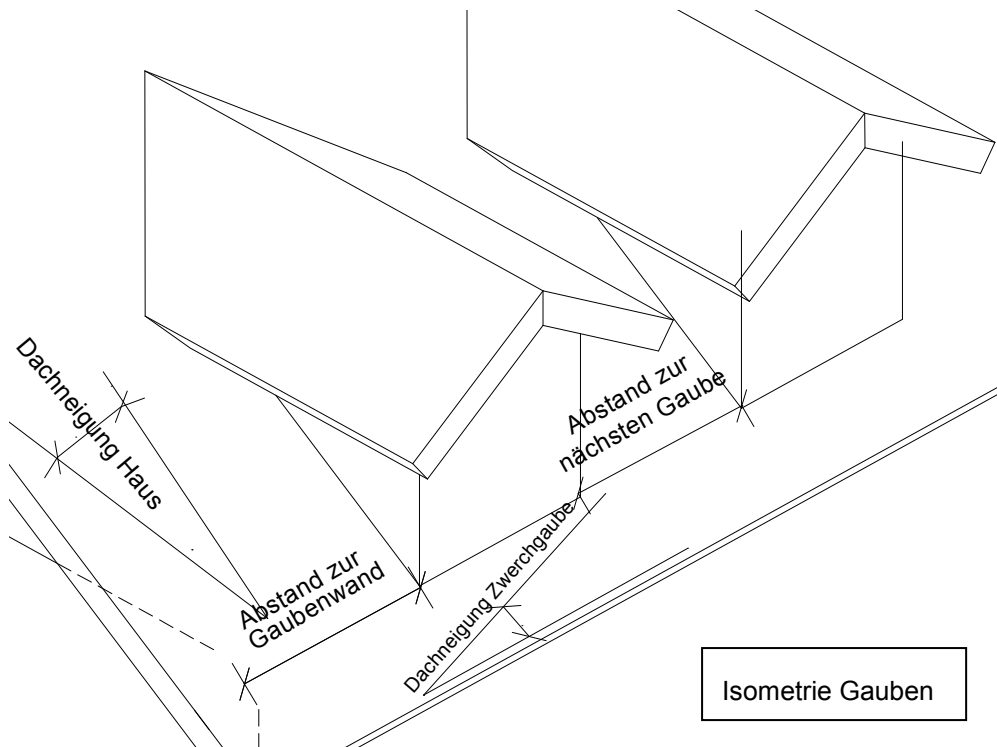 Dachneigung Haus
Abstand zur
nächsten Gaube
Abstand zur
Gaubenwand
Dachneigung Zwerchgaube
Isometrie Gauben